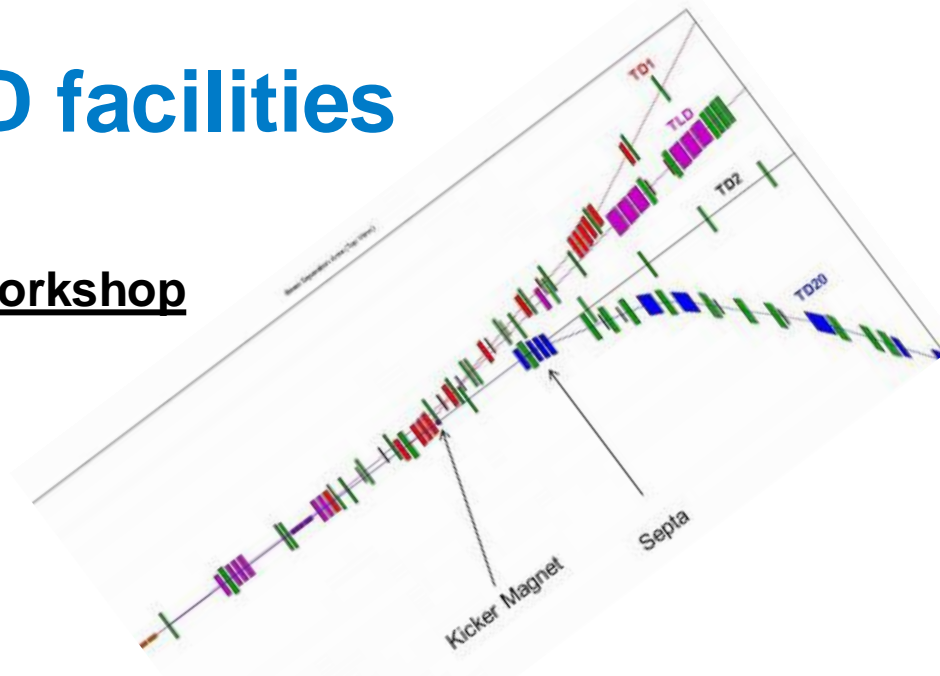 D facilities
orkshop
TD1
TLD
TD2
TD20
Septa
Kicker Magnet